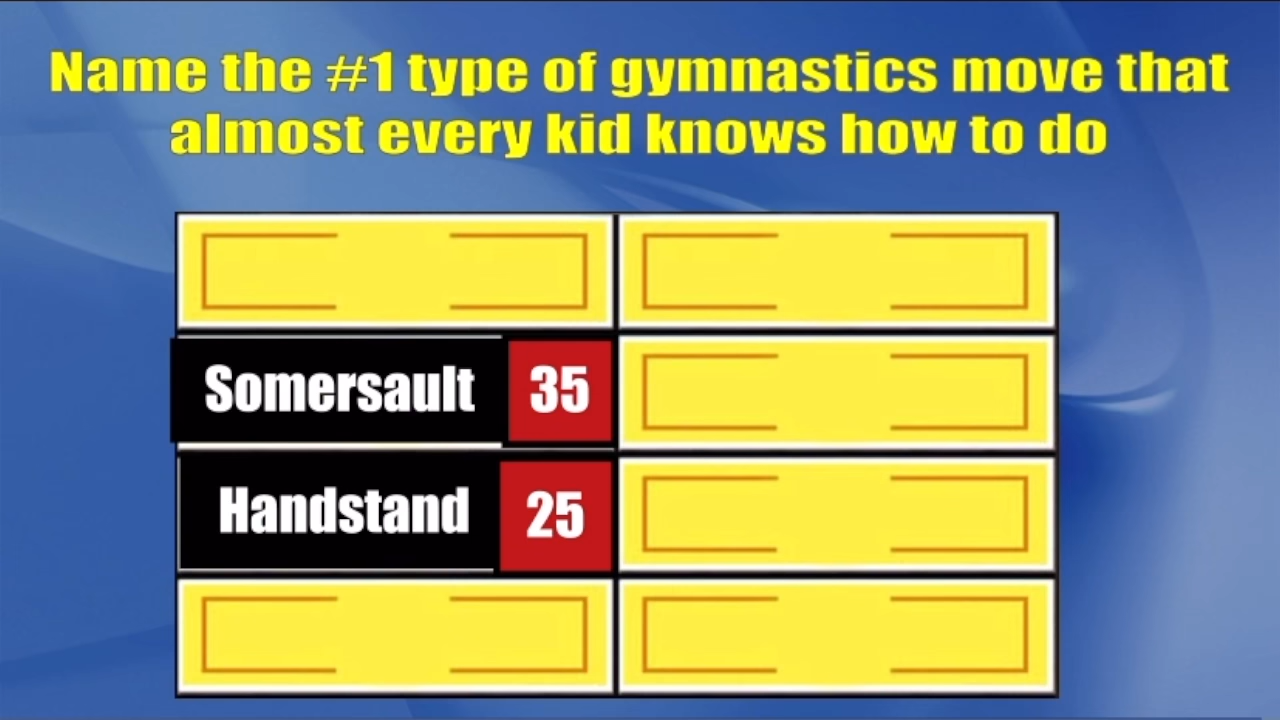 Name the #1 type of gymnastics move that
almost every kid knows how to do
Somersault 35
Handstand 25